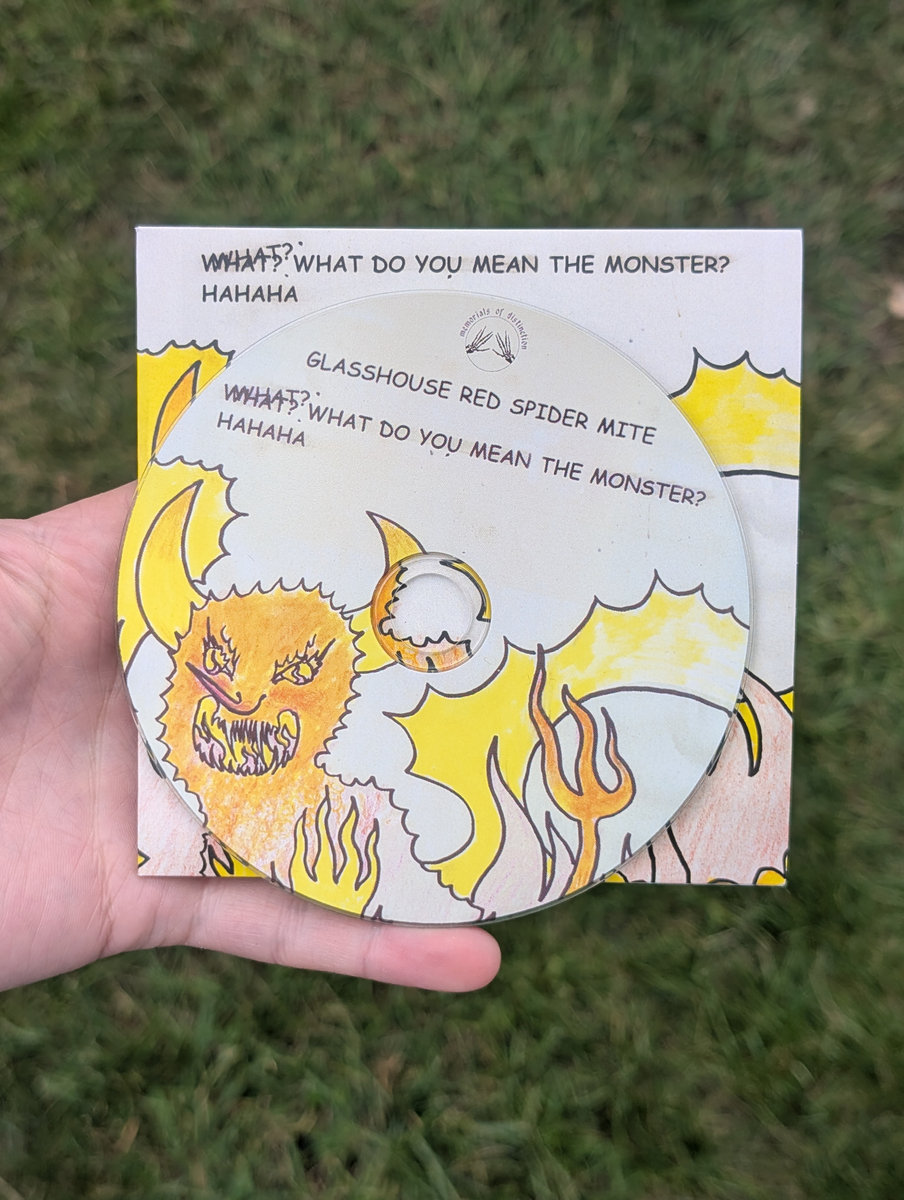 WHAT?
WHAT? WHAT DO YOU MEAN THE MONSTER?
HAHAHA
memorials of distinction
GLASSHOUSE RED SPIDER MITE
WHAT?
WHAT? WHAT DO YOU MEAN THE MONSTER?
HAHAHA